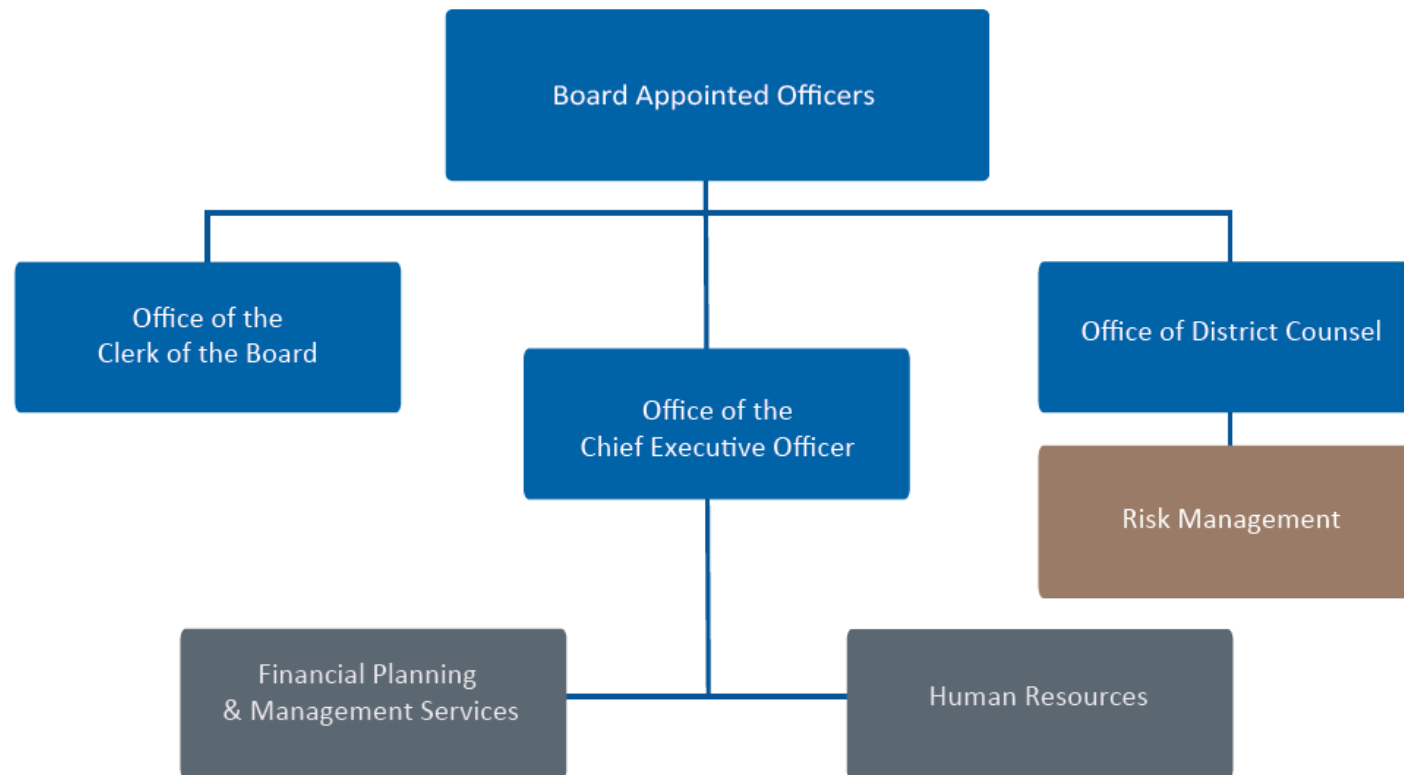 Board Appointed Officers
Office of the
Clerk of the Board
Office of the
Chief Executive Officer
Office of District Counsel
Risk Management
Financial Planning
& Management Services
Human Resources